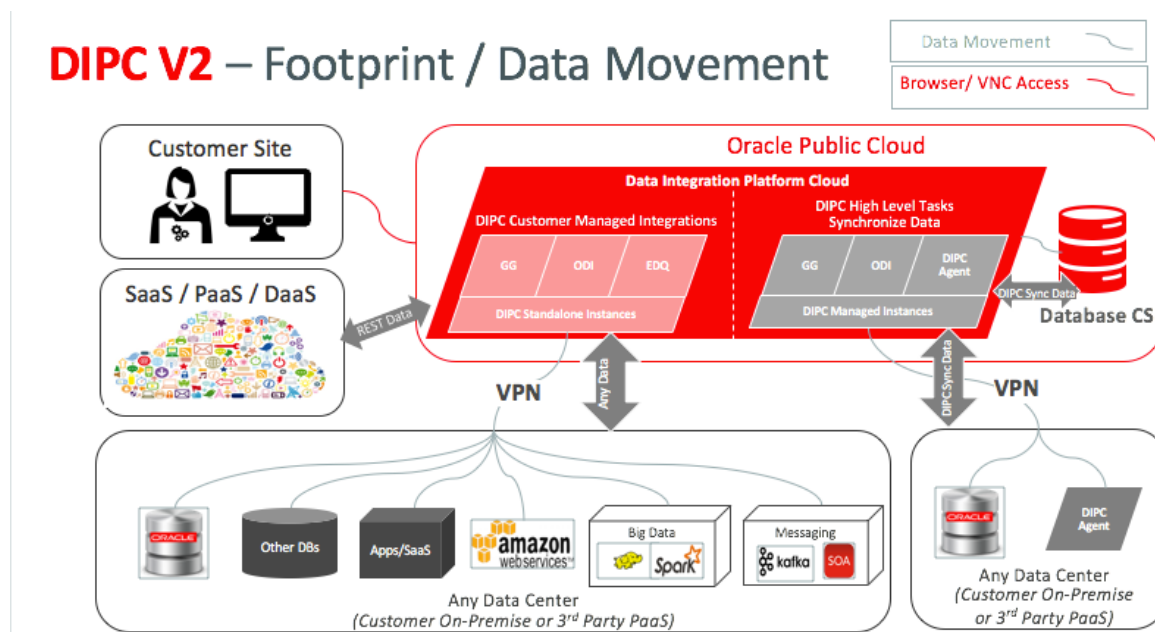 DIPC V2 – Footprint / Data Movement
Data Movement
Browser/ VNC Access
Customer Site
SaaS / PaaS / DaaS
REST Data
Oracle Public Cloud
Data Integration Platform Cloud
DIPC Customer Managed Integrations
GG
ODI
EDQ
DIPC Standalone Instances
DIPC High Level Tasks
Synchronize Data
GG
ODI
DIPC
Agent
DIPC Managed Instances
DIPC Sync Data
Database CS
VPN
Any Data
DIPC Sync Data
VPN
ORACLE
Other DBs
Apps/SaaS
amazon
webservices™
Big Data
Spark
Messaging
kafka
SOA
Any Data Center
(Customer On-Premise or 3rd Party PaaS)
ORACLE
DIPC
Agent
Any Data Center
(Customer On-Premise
or 3rd Party PaaS)